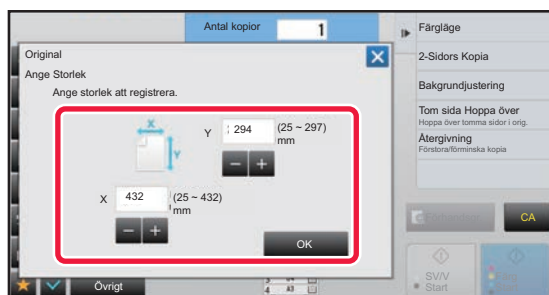 Antal kopior 1
Original
Ange Storlek
Ange storlek att registrera.
X
Y
Y 294 (25 ~ 297)
mm
X 432 (25 ~ 432)
mm
OK
Övrigt
Färgläge
2-Sidors Kopia
Bakgrundjustering
Tom sida Hoppa över
Hoppa över tomma sidor i orig.
Återgivning
Förstora/förminska kopia
CA
SV/V
Start
4 A3